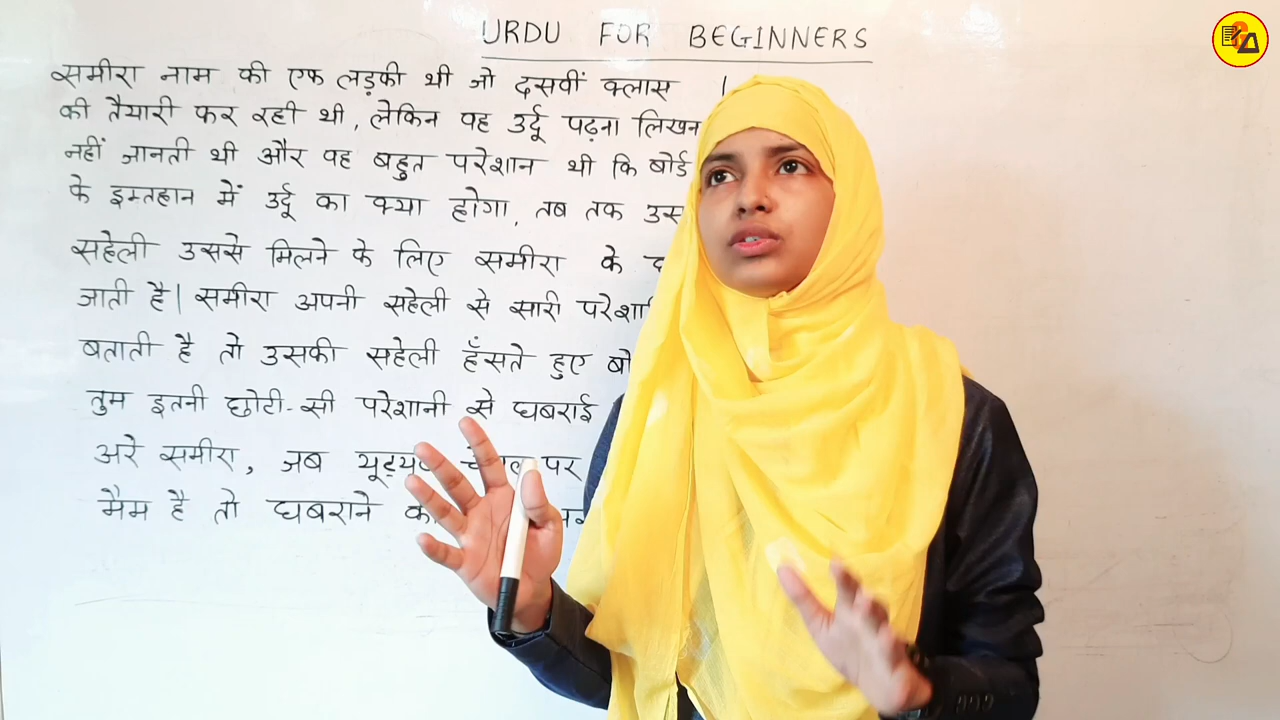 URDU FOR BEGINNERS
समीरा नाम की एक लड़की थी जो दसवीं क्लास
की तैयारी कर रही थी, लेकिन वह उर्दू पढ़ना
नहीं जानती थी और वह बहुत परेशान थी कि बोर्ड
के इम्तहान में उर्दू का क्या होगा, तब तक
सहेली उससे मिलने के लिए समीरा के
जाती है। समीरा अपनी सहेली से सारी
बताती है तो उसकी सहेली हँसते हुए
तुम इतनी छोटी-सी परेशानी से घबराई
अरे समीरा, जब पर
मैम है तो घबराने